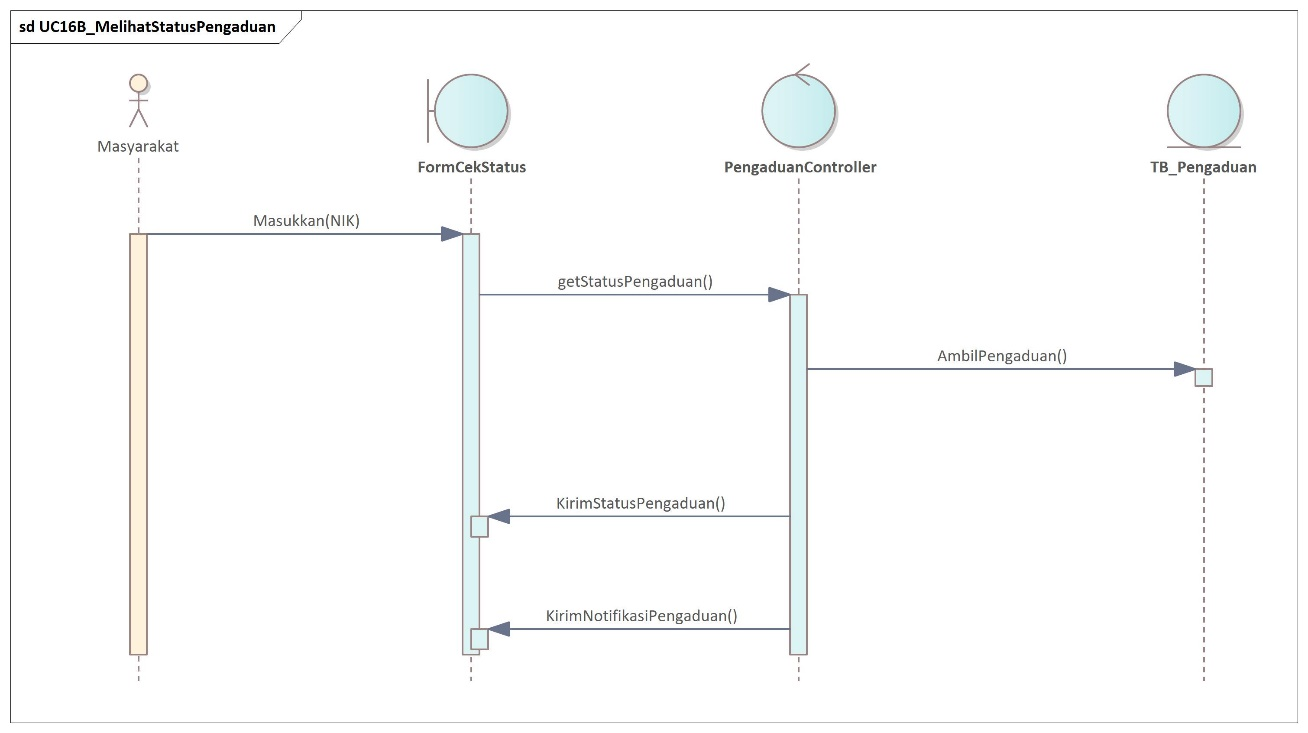 sd UC16B_MelihatStatusPengaduan
Masyarakat
FormCekStatus
PengaduanController
TB_Pengaduan
Masukkan(NIK)
getStatusPengaduan()
AmbilPengaduan()
KirimStatusPengaduan()
KirimNotifikasiPengaduan()